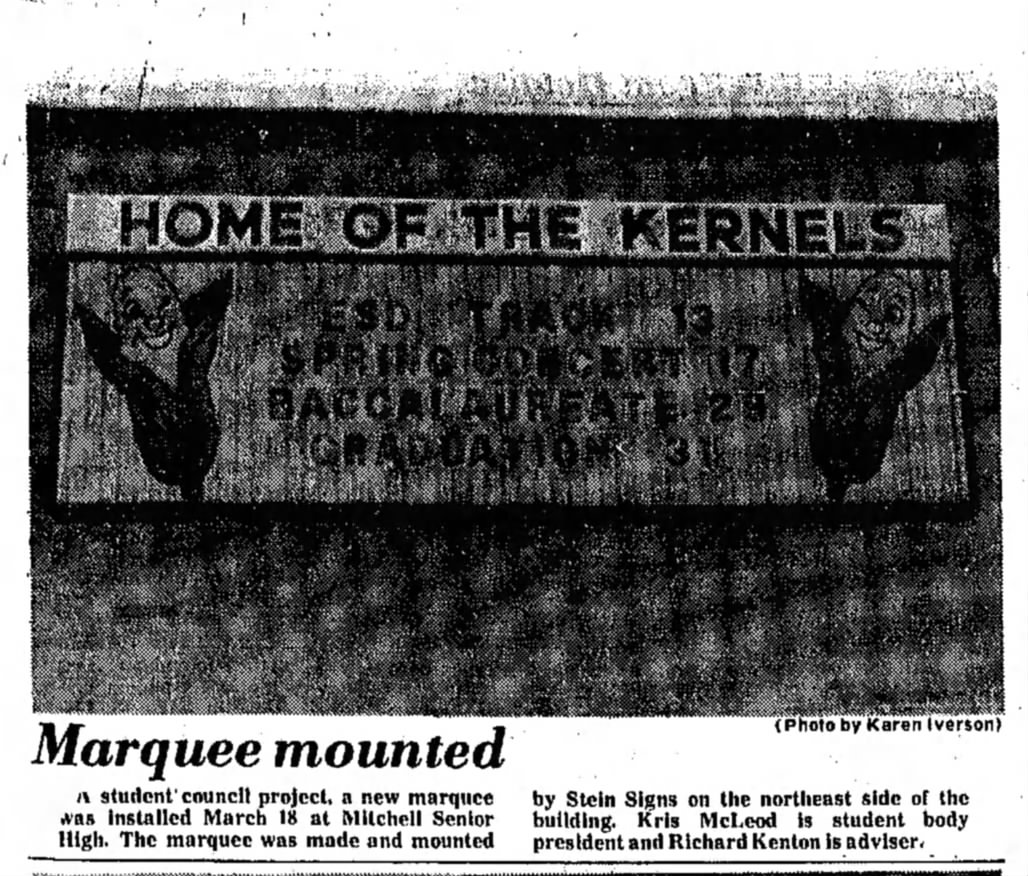 HOME OF THE KERNELS
ESD TRACK 13
SPRING CONCERT 17
BACCALAUREATE 25
GRADUATION 31
(Photo by Karen Iverson)
Marquee mounted
A student council project, a new marquee
was installed March 18 at Mitchell Senior
High. The marquee was made and mounted
by Stein Signs on the northeast side of the
building. Kris McLeod is student body
president and Richard Kenton is adviser.